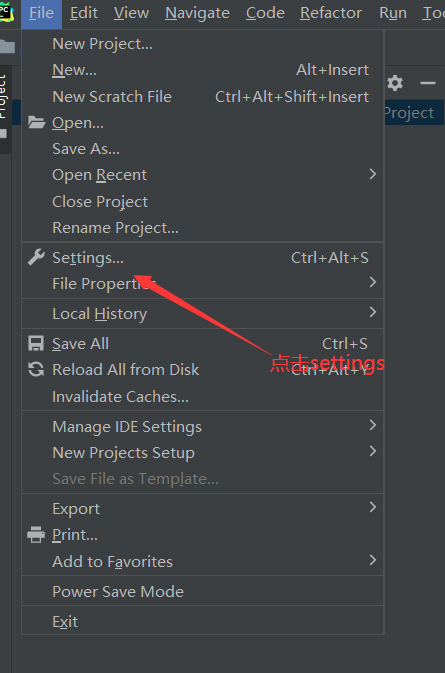 PC
File Edit View Navigate Code Refactor Run
Project
Project
New Project...
New... Alt+Insert
New Scratch File Ctrl+Alt+Shift+Insert
Open...
Save As...
Open Recent
Close Project
Rename Project...
Settings... Ctrl+Alt+S
File Properties
Local History
Save All Ctrl+S
点击settings
Reload All from Disk Ctrl+Alt+Y
Invalidate Caches...
Manage IDE Settings
New Projects Setup
Save File as Template...
Export
Print...
Add to Favorites
Power Save Mode
Exit